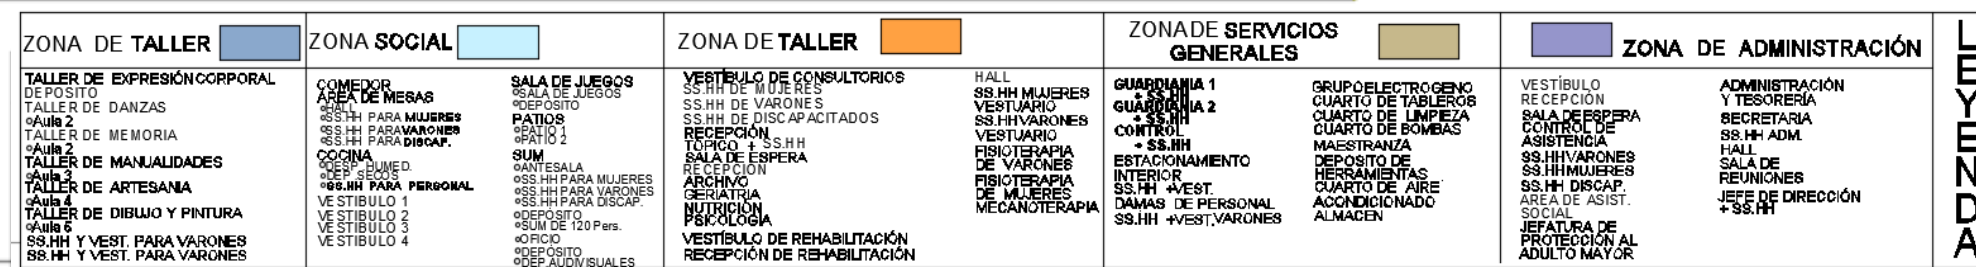 ZONA DE TALLER
TALLER DE EXPRESIÓN CORPORAL
DEPOSITO
TALLER DE DANZAS
°Aula 2
TALLER DE MEMORIA
°Aula 2
TALLER DE MANUALIDADES
°Aula 3
TALLER DE ARTESANIA
°Aula 4
TALLER DE DIBUJO Y PINTURA
°Aula 6
SS.HH Y VEST. PARA VARONES
SS.HH Y VEST. PARA VARONES
ZONA SOCIAL
COMEDOR
AREA DE MESAS
°HALL
°SS.HH PARA MUJERES
°SS.HH PARA VARONES
°SS.HH PARA DISCAP.
COCINA
°DESP. HUMED.
°DEP. SECOS
°SS.HH PARA PERSONAL
VESTIBULO 1
VESTIBULO 2
VESTIBULO 3
VESTIBULO 4
SALA DE JUEGOS
°SALA DE JUEGOS
°DEPÓSITO
PATIOS
°PATIO 1
°PATIO 2
SUM
°ANTESALA
°SS.HH PARA MUJERES
°SS.HH PARA VARONES
°SS.HH PARA DISCAP.
°DEPÓSITO
°SUM DE 120 Pers.
°OFICIO
°DEPÓSITO
°DEP.AUDIVISUALES
ZONA DE TALLER
VESTÍBULO DE CONSULTORIOS
SS.HH DE MUJERES
SS.HH DE VARONES
SS.HH DE DISCAPACITADOS
RECEPCIÓN
TOPICO + SS.HH
SALA DE ESPERA
RECEPCION
ARCHIVO
GERIATRIA
NUTRICIÓN
PSICOLOGÍA
VESTÍBULO DE REHABILITACIÓN
RECEPCIÓN DE REHABILITACIÓN
HALL
SS.HH MUJERES
VESTUARIO
SS.HH VARONES
VESTUARIO
FISIOTERAPIA
DE VARONES
FISIOTERAPIA
DE MUJERES
MECANOTERAPIA
ZONA DE SERVICIOS
GENERALES
GUARDIANIA 1
+ SS.HH
GUARDIANIA 2
+ SS.HH
CONTROL
+ SS.HH
ESTACIONAMIENTO
INTERIOR
SS.HH +VEST.
DAMAS DE PERSONAL
SS.HH +VEST.VARONES
GRUPO ELECTROGENO
CUARTO DE TABLEROS
CUARTO DE LIMPIEZA
CUARTO DE BOMBAS
MAESTRANZA
DEPOSITO DE
HERRAMIENTAS
CUARTO DE AIRE
ACONDICIONADO
ALMACEN
ZONA DE ADMINISTRACIÓN
VESTÍBULO
RECEPCIÓN
SALA DE ESPERA
CONTROL DE
ASISTENCIA
SS.HH VARONES
SS.HH MUJERES
SS.HH DISCAP.
AREA DE ASIST.
SOCIAL
JEFATURA DE
PROTECCIÓN AL
ADULTO MAYOR
ADMINISTRACIÓN
Y TESORERÍA
SECRETARIA
SS.HH ADM.
HALL
SALA DE
REUNIONES
JEFE DE DIRECCIÓN
+ SS.HH
LEYENDA